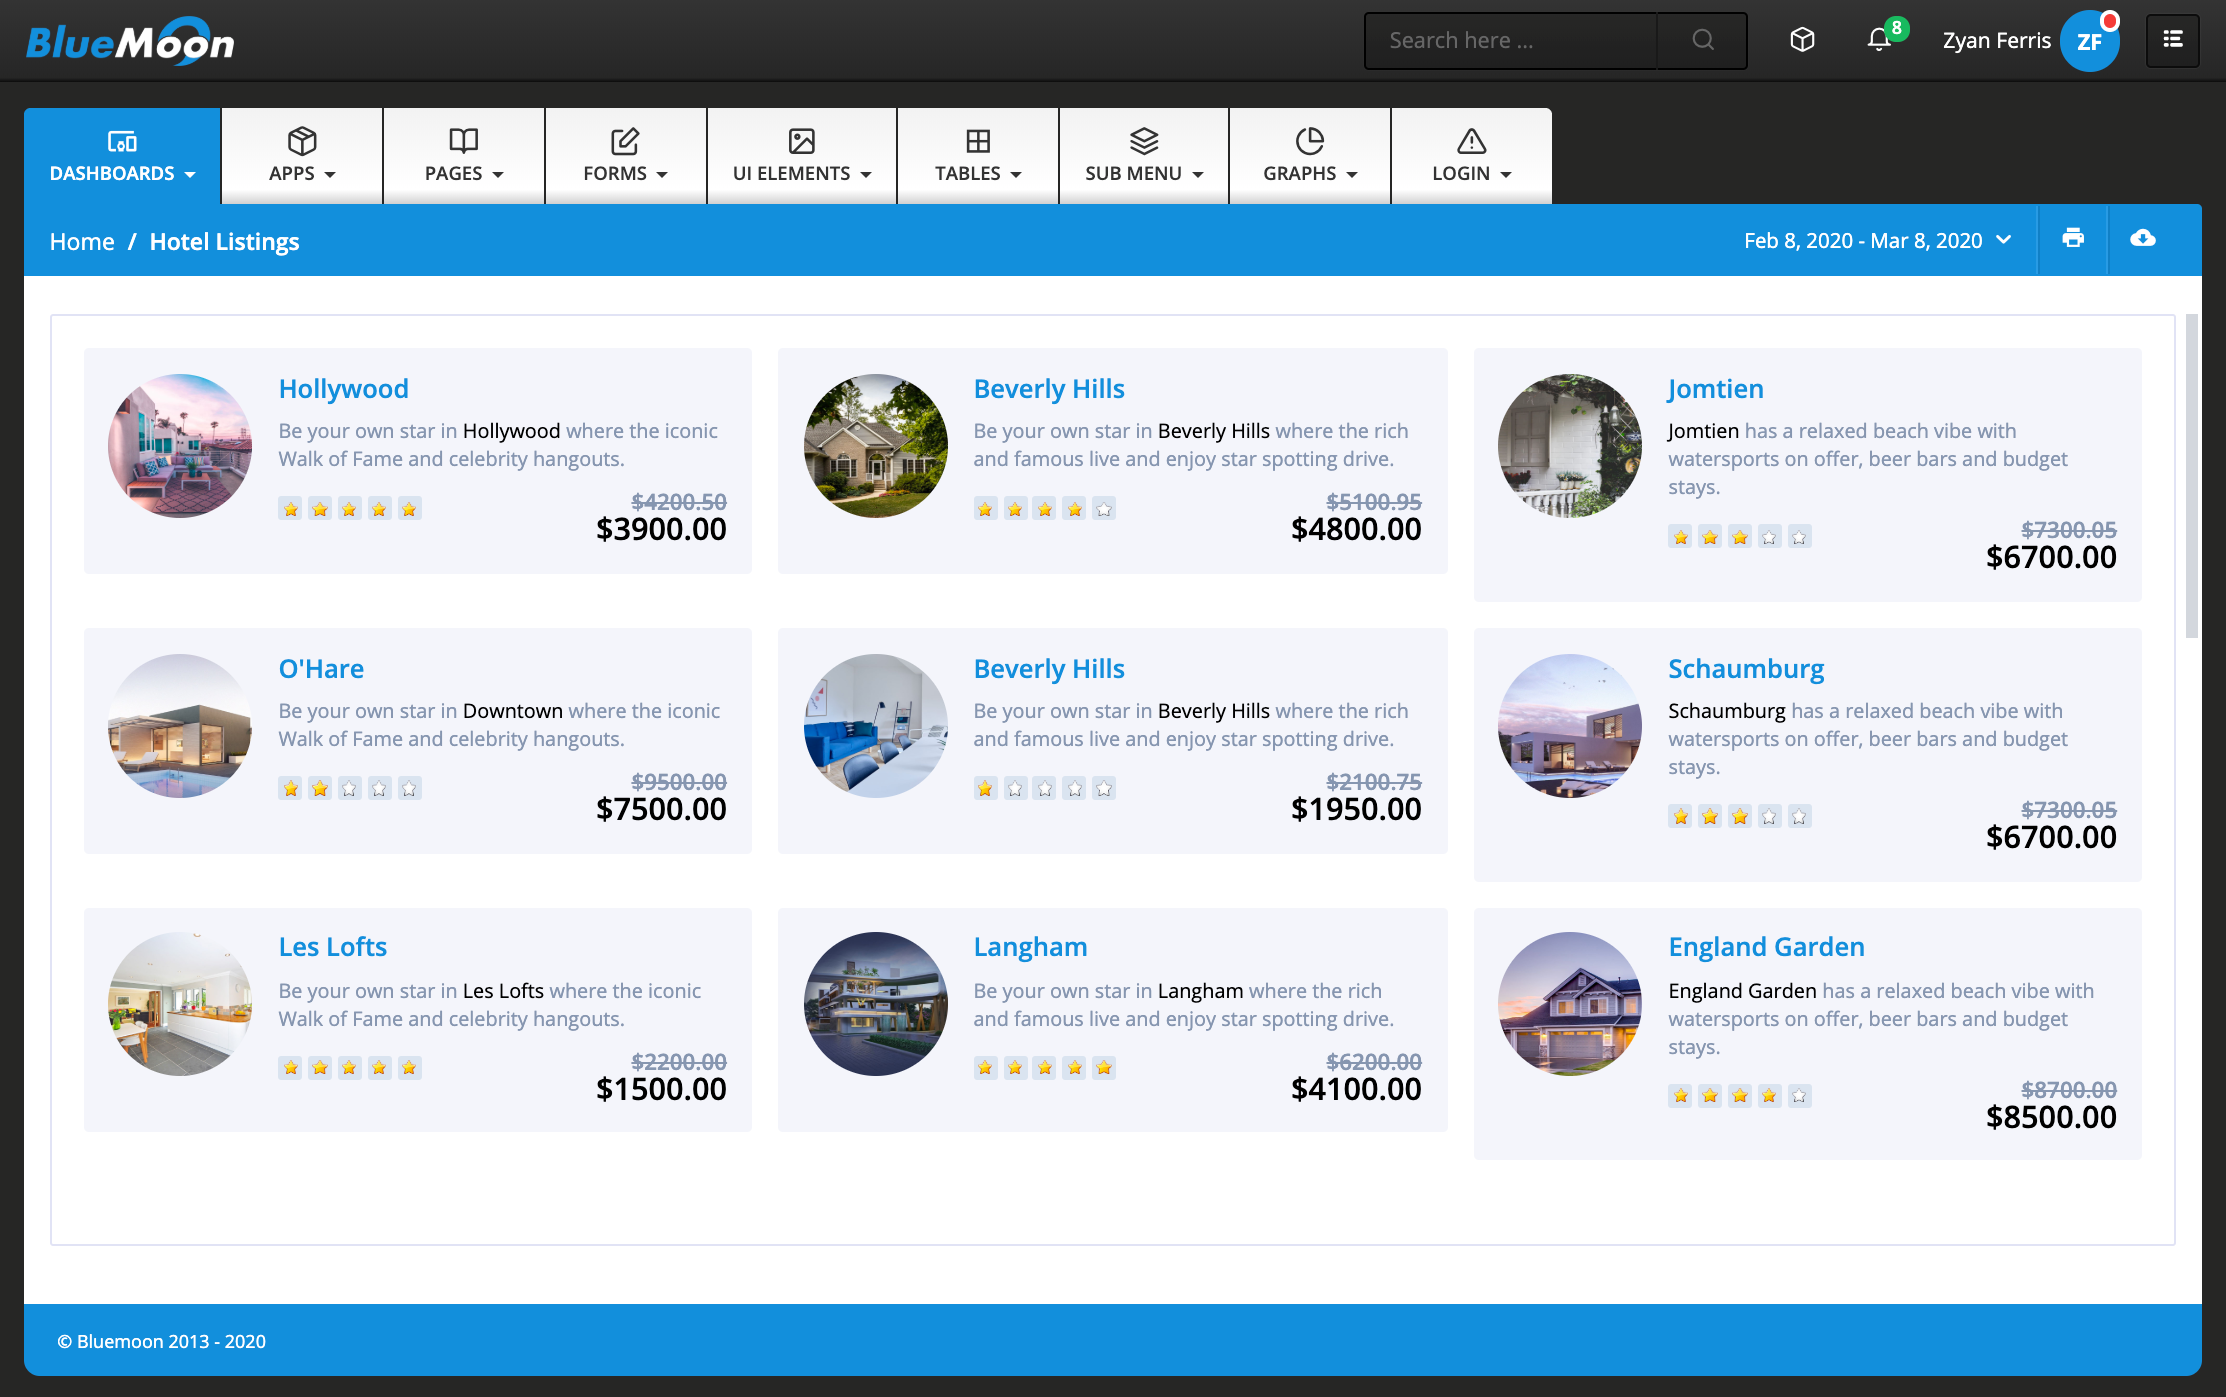 BlueMoon
Search here ...
8
Zyan Ferris
ZF
DASHBOARDS
APPS
PAGES
FORMS
UI ELEMENTS
TABLES
SUB MENU
GRAPHS
LOGIN
Home / Hotel Listings
Feb 8, 2020 - Mar 8, 2020
Hollywood
Be your own star in Hollywood where the iconic
Walk of Fame and celebrity hangouts.
$4200.50
$3900.00
Beverly Hills
Be your own star in Beverly Hills where the rich
and famous live and enjoy star spotting drive.
$5100.95
$4800.00
Jomtien
Jomtien has a relaxed beach vibe with
watersports on offer, beer bars and budget
stays.
$7300.05
$6700.00
O'Hare
Be your own star in Downtown where the iconic
Walk of Fame and celebrity hangouts.
$9500.00
$7500.00
Beverly Hills
Be your own star in Beverly Hills where the rich
and famous live and enjoy star spotting drive.
$2100.75
$1950.00
Schaumburg
Schaumburg has a relaxed beach vibe with
watersports on offer, beer bars and budget
stays.
$7300.05
$6700.00
Les Lofts
Be your own star in Les Lofts where the iconic
Walk of Fame and celebrity hangouts.
$2200.00
$1500.00
Langham
Be your own star in Langham where the rich
and famous live and enjoy star spotting drive.
$6200.00
$4100.00
England Garden
England Garden has a relaxed beach vibe with
watersports on offer, beer bars and budget
stays.
$8700.00
$8500.00
© Bluemoon 2013 - 2020